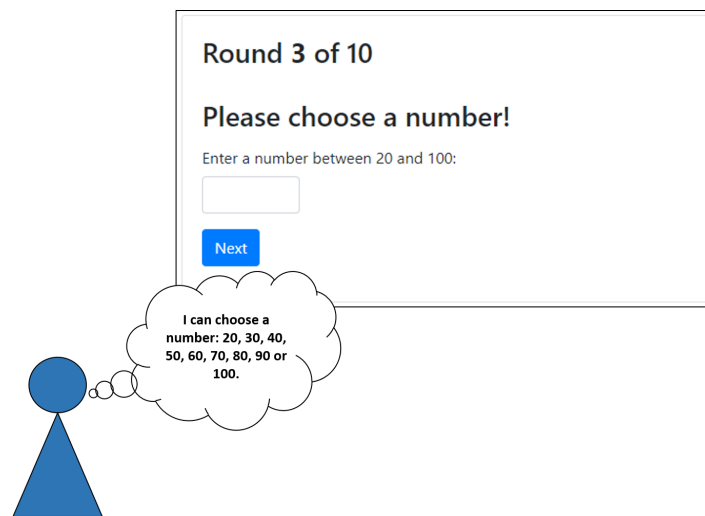 Round 3 of 10
Please choose a number!
Enter a number between 20 and 100:
Next
I can choose a
number: 20, 30, 40,
50, 60, 70, 80, 90 or
100.